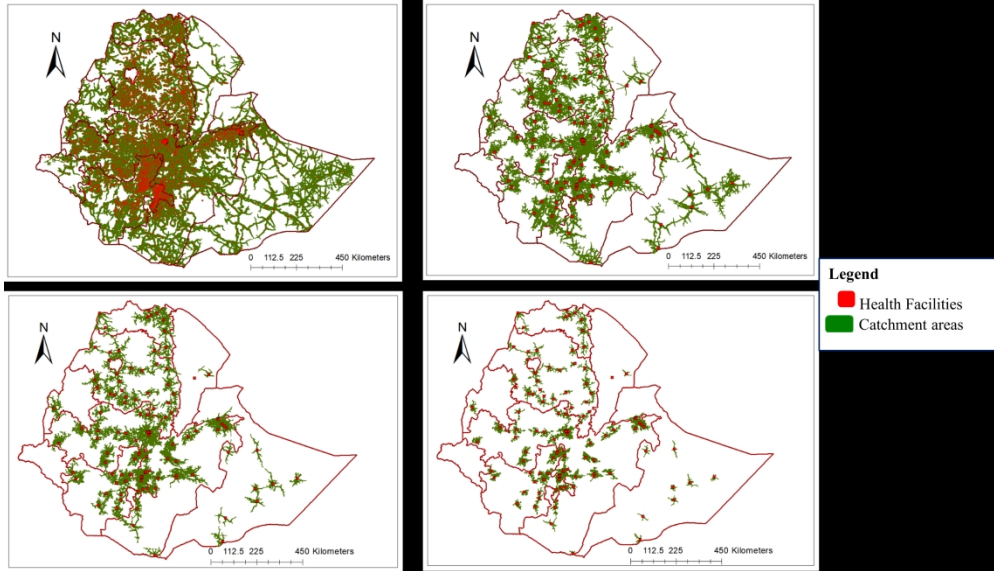 N
0 112.5 225 450 Kilometers
N
0 112.5 225 450 Kilometers
Legend
Health Facilities
Catchment areas
N
0 112.5 225 450 Kilometers
N
0 112.5 225 450 Kilometers